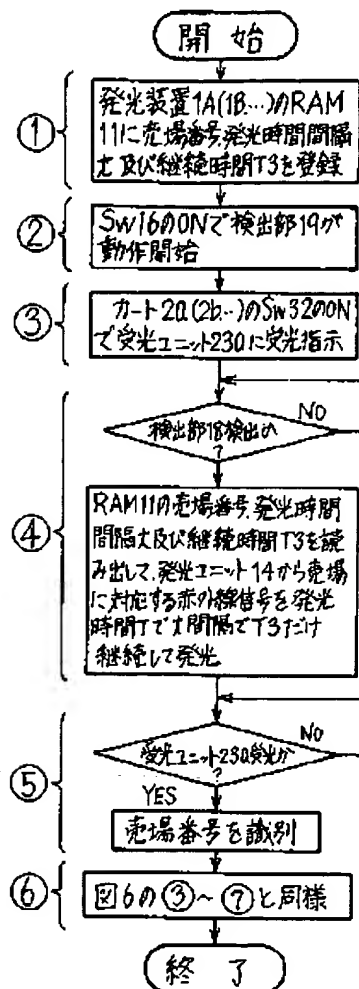 開始
①
発光装置1A(1B…)のRAM
11に売場番号、発光時間間隔
t及び継続時間T3を登録
②
SW16のONで検出部19が
動作開始
③
カート2a(2b…)のSW32のON
で受光ユニット23aに受光指示
④
検出部18検出か
?
NO
RAM11の売場番号、発光時間
間隔t及び継続時間T3を読
み出して、発光ユニット14から売場
に対応する赤外線信号を発光
時間Tでt間隔でT3だけ
継続して発光
⑤
受光ユニット23a受光か
?
NO
YES
売場番号を識別
⑥
図6の③～⑦と同様
終了